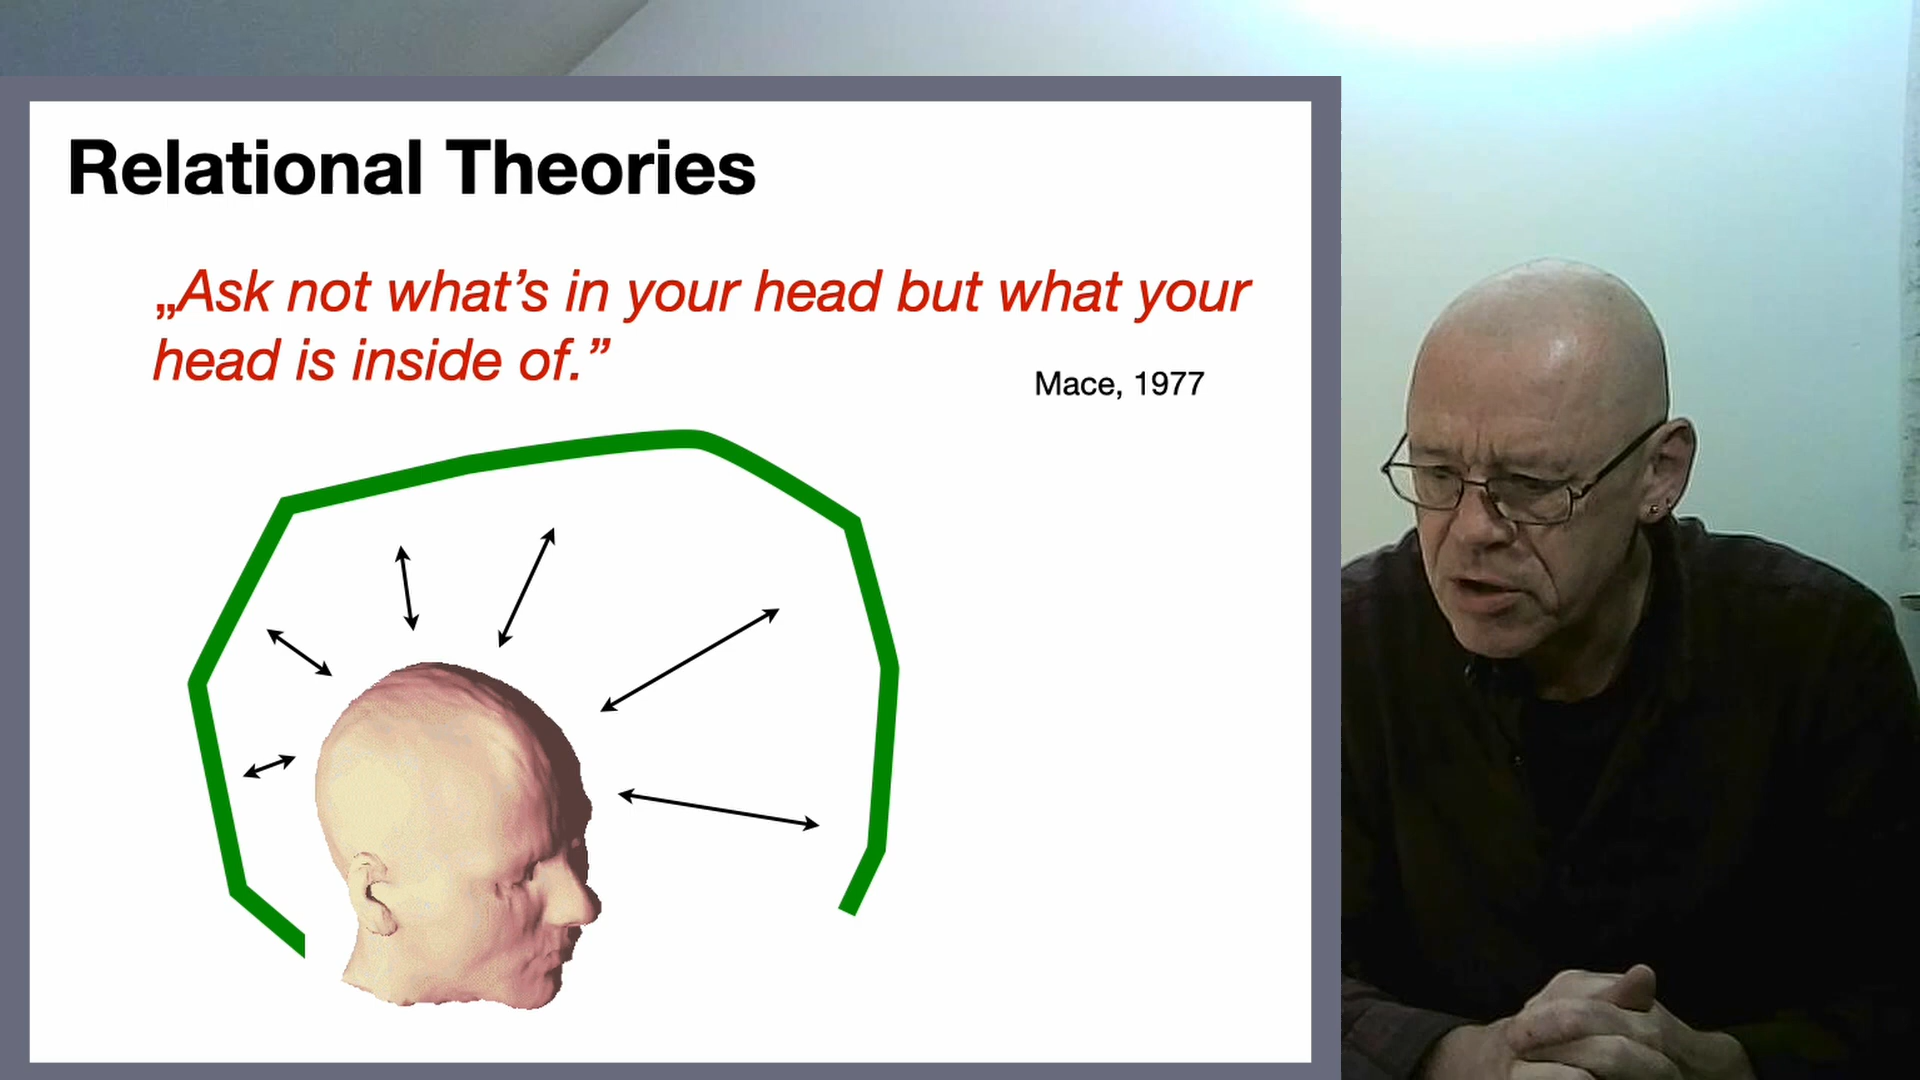 Relational Theories
„Ask not what’s in your head but what your
head is inside of.”
Mace, 1977